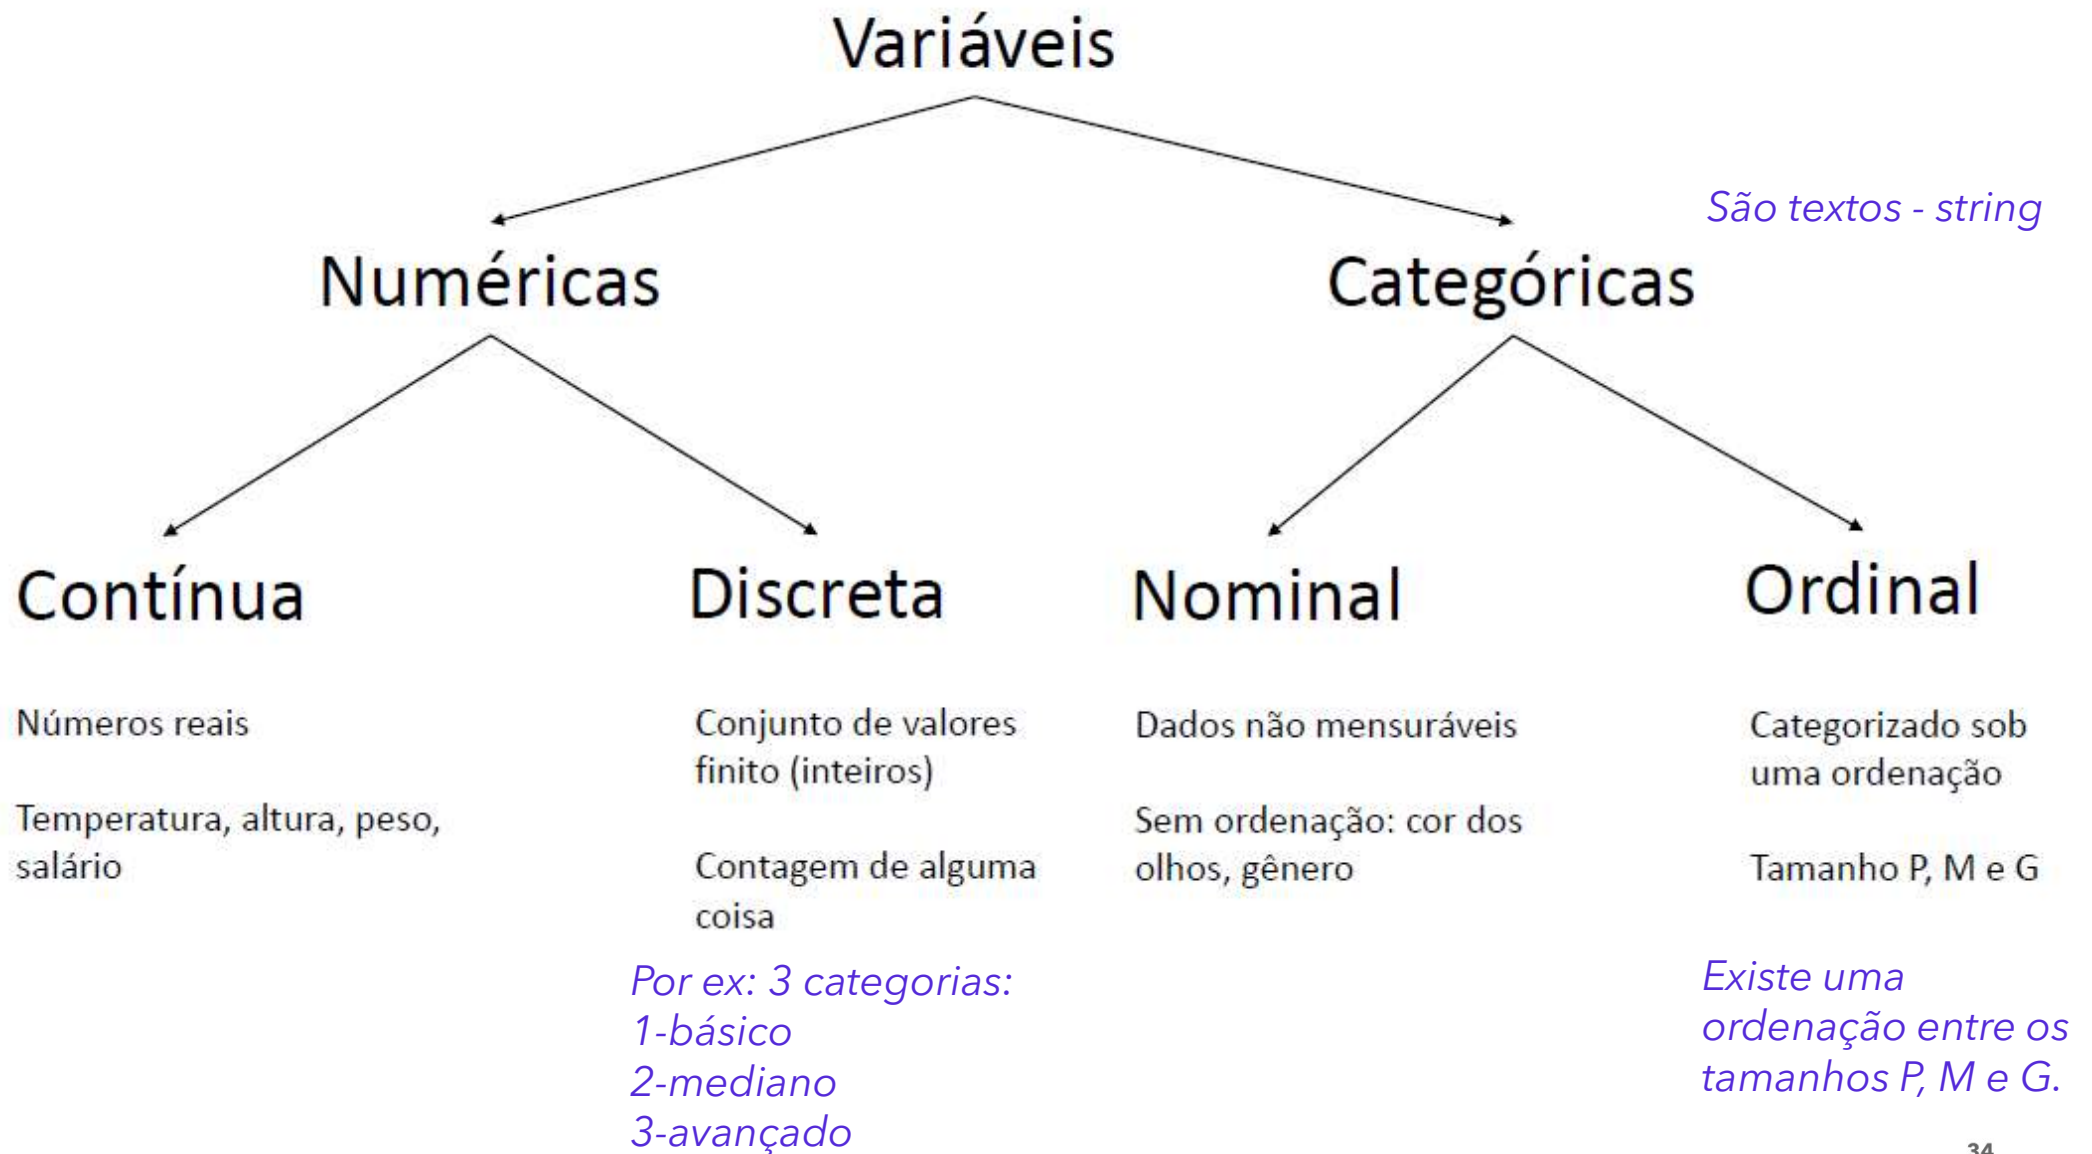 Variáveis
São textos - string
Numéricas
Categóricas
Contínua
Números reais
Temperatura, altura, peso,
salário
Discreta
Conjunto de valores
finito (inteiros)
Contagem de alguma
coisa
Por ex: 3 categorias:
1-básico
2-mediano
3-avançado
Nominal
Dados não mensuráveis
Sem ordenação: cor dos
olhos, gênero
Ordinal
Categorizado sob
uma ordenação
Tamanho P, M e G
Existe uma
ordenação entre os
tamanhos P, M e G.
34